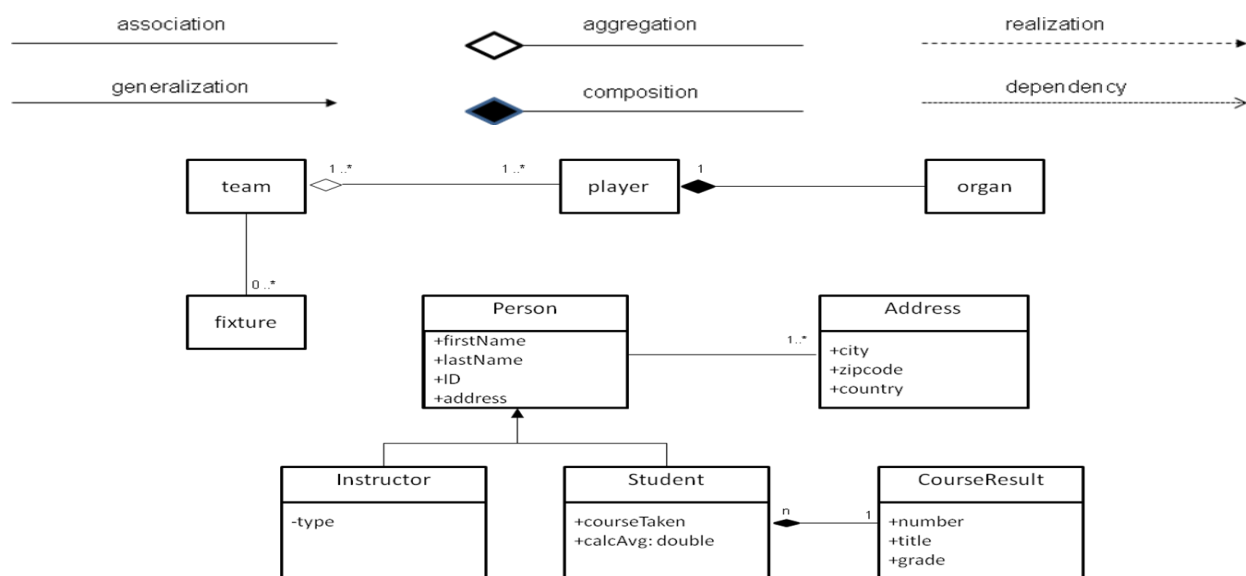 association
aggregation
realization
generalization
composition
dependency
1..*
1..*
1
team
player
organ
0..*
fixture
Person
+firstName
+lastName
+ID
+address
1..*
Address
+city
+zipcode
+country
Instructor
-type
Student
+courseTaken
+calcAvg: double
n
1
CourseResult
+number
+title
+grade